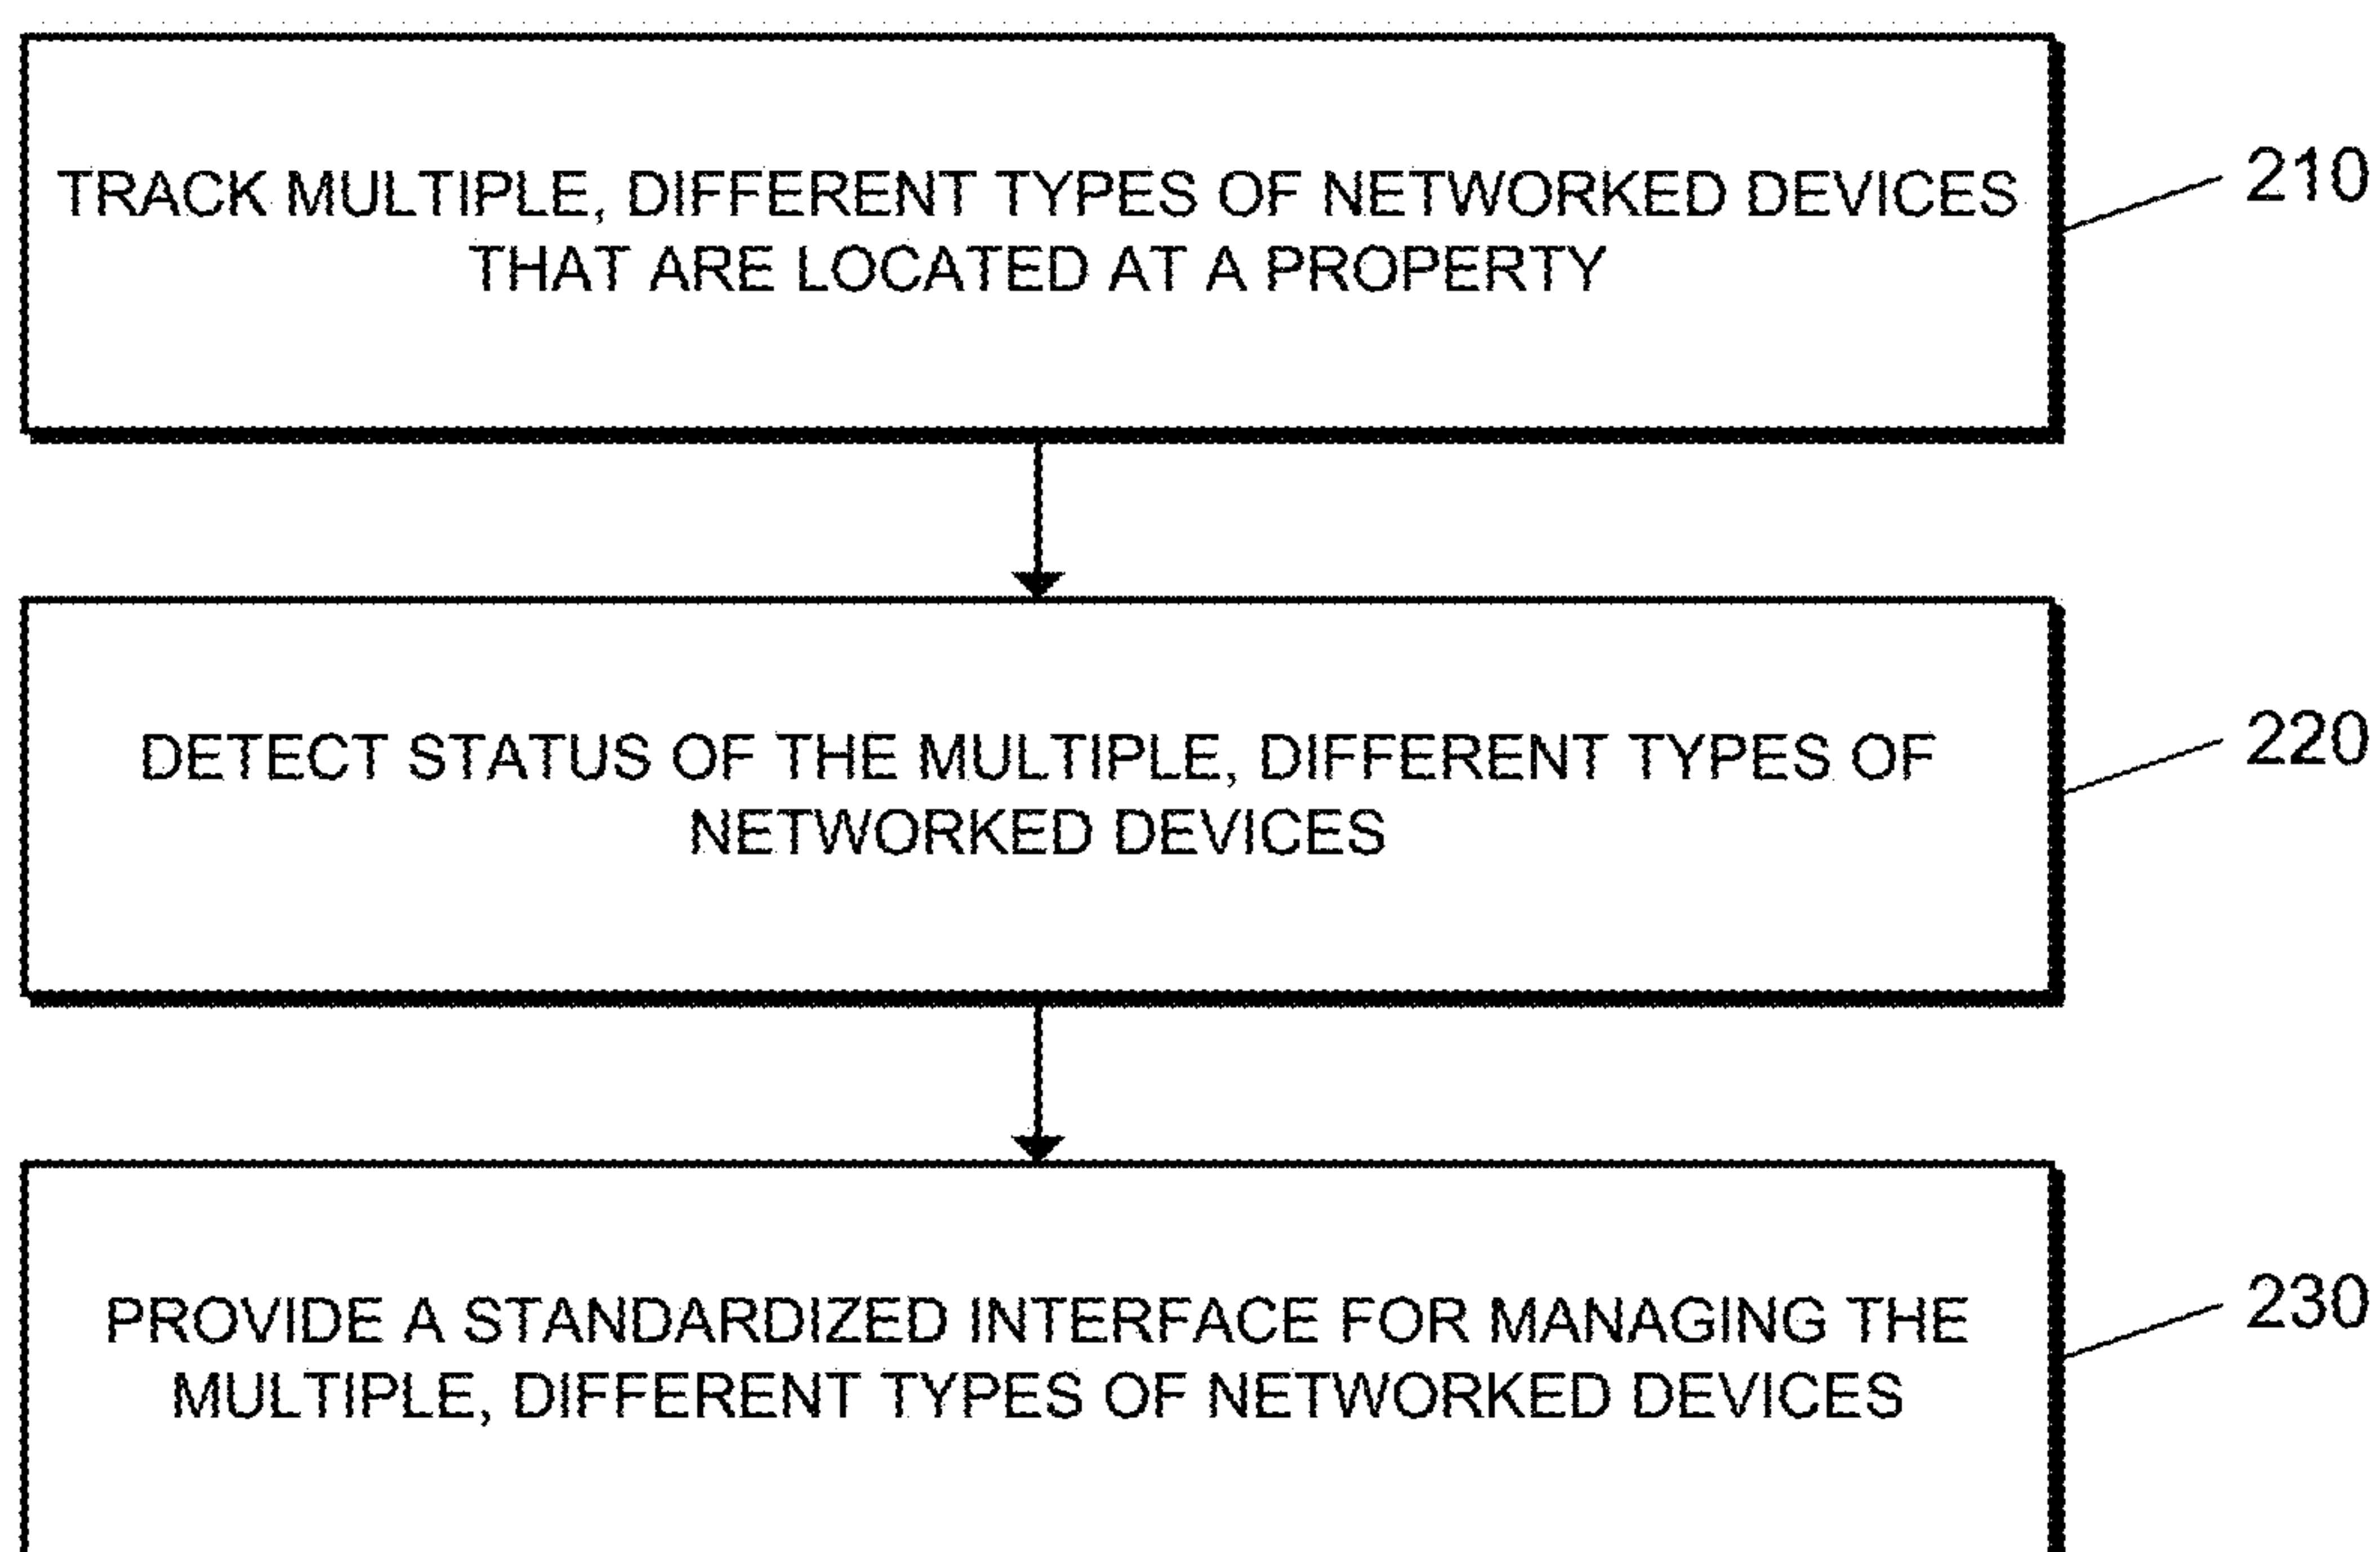 TRACK MULTIPLE, DIFFERENT TYPES OF NETWORKED DEVICES
THAT ARE LOCATED AT A PROPERTY
210
DETECT STATUS OF THE MULTIPLE, DIFFERENT TYPES OF
NETWORKED DEVICES
220
PROVIDE A STANDARDIZED INTERFACE FOR MANAGING THE
MULTIPLE, DIFFERENT TYPES OF NETWORKED DEVICES
230